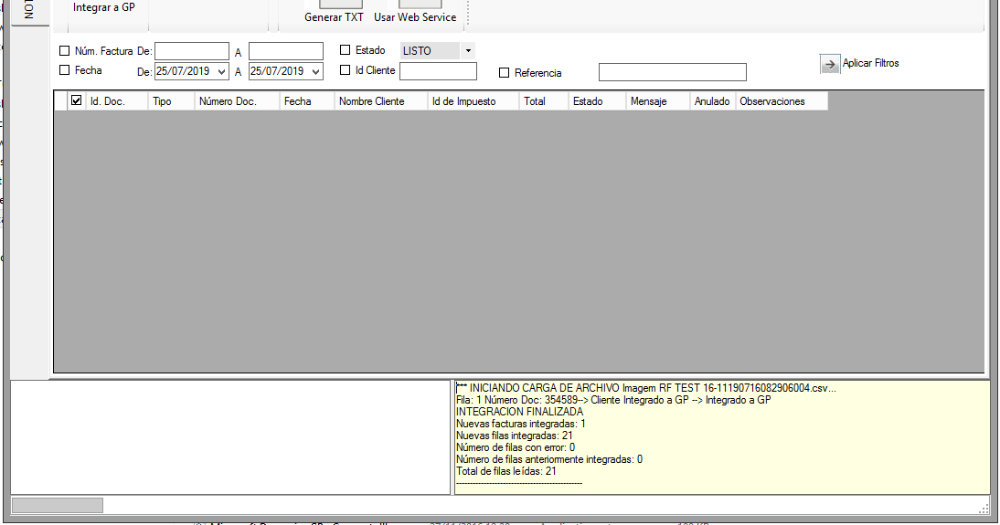 TON
Integrar a GP
Generar TXT Usar Web Service
Núm. Factura De: A Estado LISTO
Fecha De: 25/07/2019 A 25/07/2019 Id Cliente Referencia Aplicar Filtros
Id. Doc. Tipo Número Doc. Fecha Nombre Cliente Id de Impuesto Total Estado Mensaje Anulado Observaciones
*** INICIANDO CARGA DE ARCHIVO Imagem RF TEST 16-11190716082906004.csv...
Fila: 1 Número Doc: 354589--> Cliente Integrado a GP --> Integrado a GP
INTEGRACION FINALIZADA
Nuevas facturas integradas: 1
Nuevas filas integradas: 21
Número de filas con error: 0
Número de filas anteriormente integradas: 0
Total de filas leídas: 21